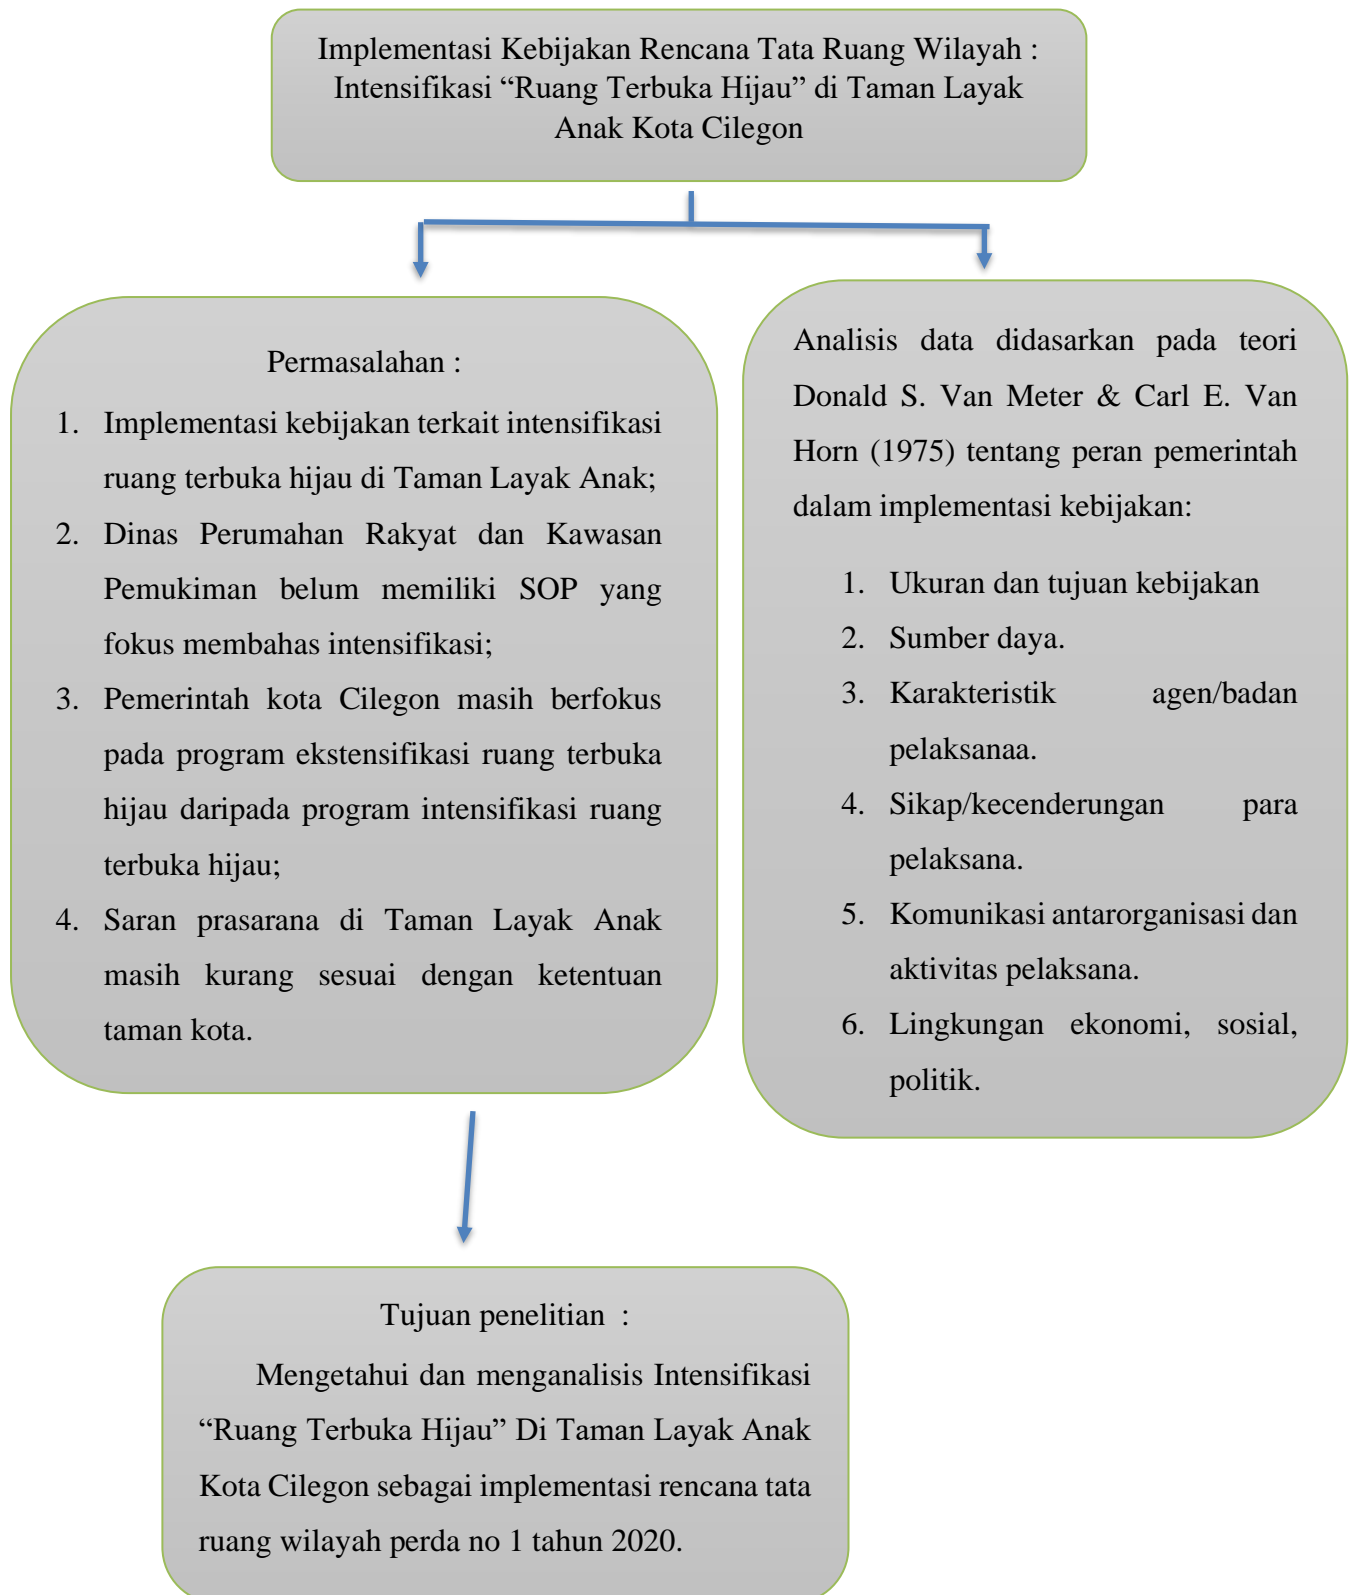 Implementasi Kebijakan Rencana Tata Ruang Wilayah :
Intensifikasi “Ruang Terbuka Hijau” di Taman Layak
Anak Kota Cilegon
Permasalahan :
1. Implementasi kebijakan terkait intensifikasi
ruang terbuka hijau di Taman Layak Anak;
2. Dinas Perumahan Rakyat dan Kawasan
Pemukiman belum memiliki SOP yang
fokus membahas intensifikasi;
3. Pemerintah kota Cilegon masih berfokus
pada program ekstensifikasi ruang terbuka
hijau daripada program intensifikasi ruang
terbuka hijau;
4. Saran prasarana di Taman Layak Anak
masih kurang sesuai dengan ketentuan
taman kota.
Analisis data didasarkan pada teori
Donald S. Van Meter & Carl E. Van
Horn (1975) tentang peran pemerintah
dalam implementasi kebijakan:
1. Ukuran dan tujuan kebijakan
2. Sumber daya.
3. Karakteristik agen/badan
pelaksanaa.
4. Sikap/kecenderungan para
pelaksana.
5. Komunikasi antarorganisasi dan
aktivitas pelaksana.
6. Lingkungan ekonomi, sosial,
politik.
Tujuan penelitian :
Mengetahui dan menganalisis Intensifikasi
“Ruang Terbuka Hijau” Di Taman Layak Anak
Kota Cilegon sebagai implementasi rencana tata
ruang wilayah perda no 1 tahun 2020.